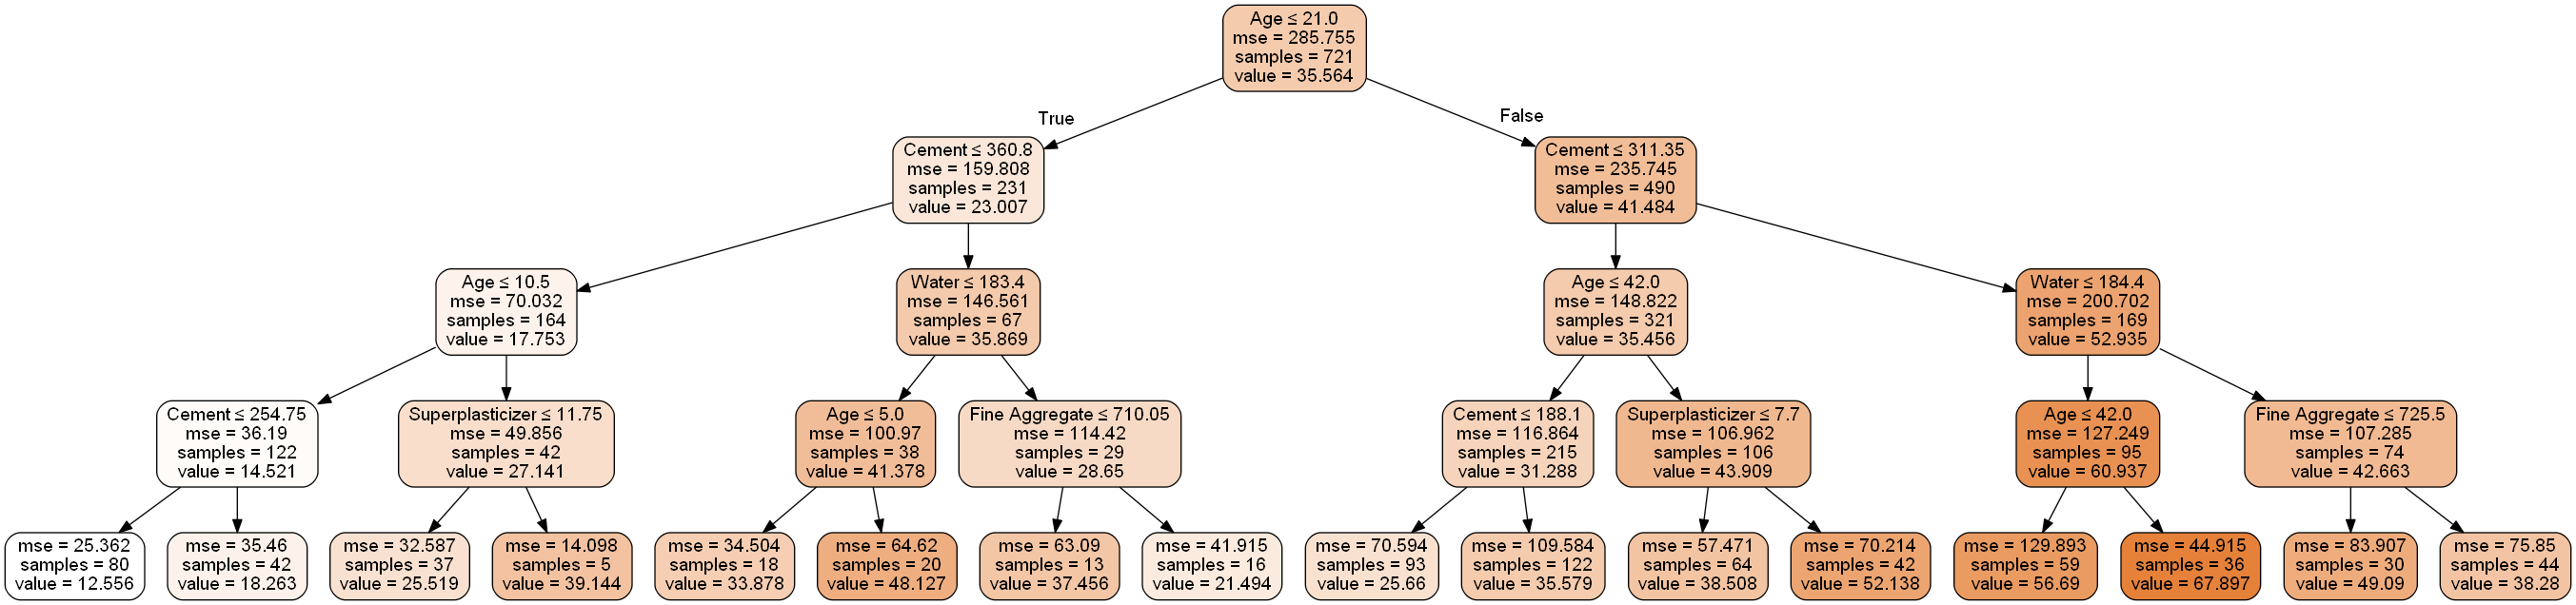 Age ≤ 21.0
mse = 285.755
samples = 721
value = 35.564
True
False
Cement ≤ 360.8
mse = 159.808
samples = 231
value = 23.007
Cement ≤ 311.35
mse = 235.745
samples = 490
value = 41.484
Age ≤ 10.5
mse = 70.032
samples = 164
value = 17.753
Water ≤ 183.4
mse = 146.561
samples = 67
value = 35.869
Age ≤ 42.0
mse = 148.822
samples = 321
value = 35.456
Water ≤ 184.4
mse = 200.702
samples = 169
value = 52.935
Cement ≤ 254.75
mse = 36.19
samples = 122
value = 14.521
Superplasticizer ≤ 11.75
mse = 49.856
samples = 42
value = 27.141
Age ≤ 5.0
mse = 100.97
samples = 38
value = 41.378
Fine Aggregate ≤ 710.05
mse = 114.42
samples = 29
value = 28.65
Cement ≤ 188.1
mse = 116.864
samples = 215
value = 31.288
Superplasticizer ≤ 7.7
mse = 106.962
samples = 106
value = 43.909
Age ≤ 42.0
mse = 127.249
samples = 95
value = 60.937
Fine Aggregate ≤ 725.5
mse = 107.285
samples = 74
value = 42.663
mse = 25.362
samples = 80
value = 12.556
mse = 35.46
samples = 42
value = 18.263
mse = 32.587
samples = 37
value = 25.519
mse = 14.098
samples = 5
value = 39.144
mse = 34.504
samples = 18
value = 33.878
mse = 64.62
samples = 20
value = 48.127
mse = 63.09
samples = 13
value = 37.456
mse = 41.915
samples = 16
value = 21.494
mse = 70.594
samples = 93
value = 25.66
mse = 109.584
samples = 122
value = 35.579
mse = 57.471
samples = 64
value = 38.508
mse = 70.214
samples = 42
value = 52.138
mse = 129.893
samples = 59
value = 56.69
mse = 44.915
samples = 36
value = 67.897
mse = 83.907
samples = 30
value = 49.09
mse = 75.85
samples = 44
value = 38.28